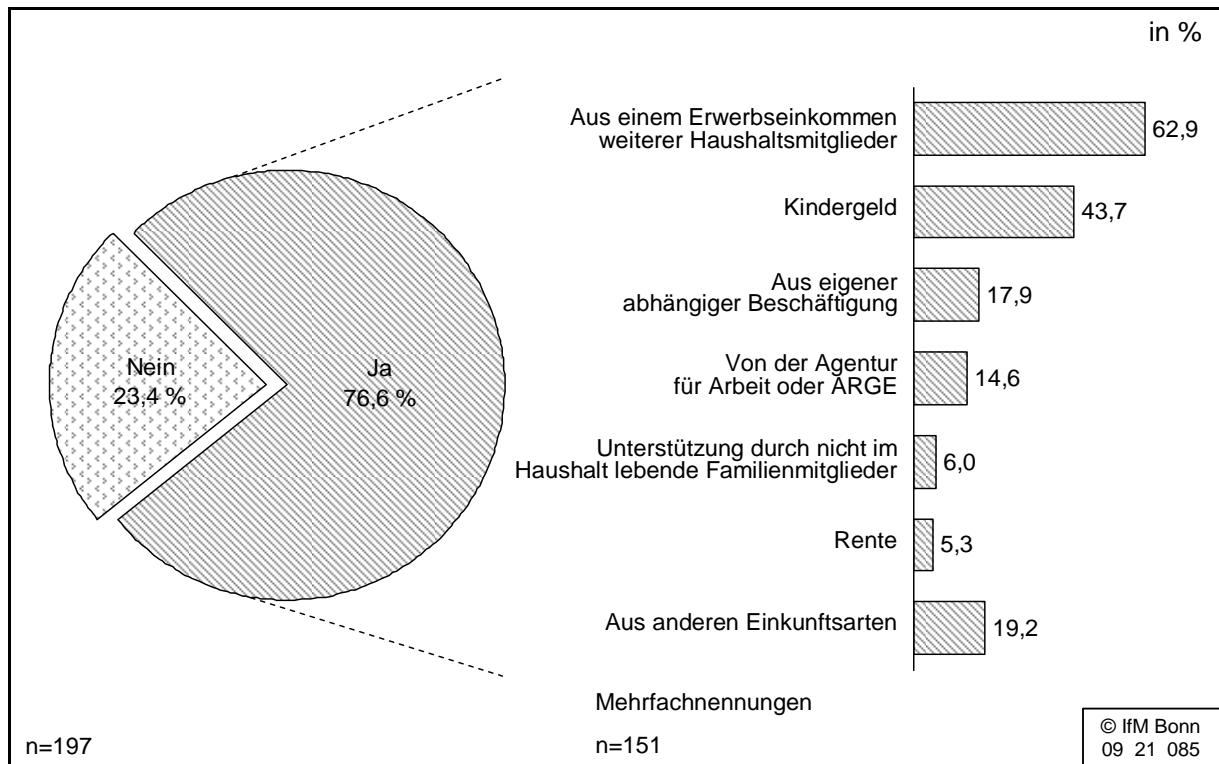 in %
Nein
23,4 %
Ja
76,6 %
Aus einem Erwerbseinkommen
weiterer Haushaltsmitglieder
62,9
Kindergeld
43,7
Aus eigener
abhängiger Beschäftigung
17,9
Von der Agentur
für Arbeit oder ARGE
14,6
Unterstützung durch nicht im
Haushalt lebende Familienmitglieder
6,0
Rente
5,3
Aus anderen Einkunftsarten
19,2
Mehrfachnennungen
n=197
n=151
© IfM Bonn
09 21 085